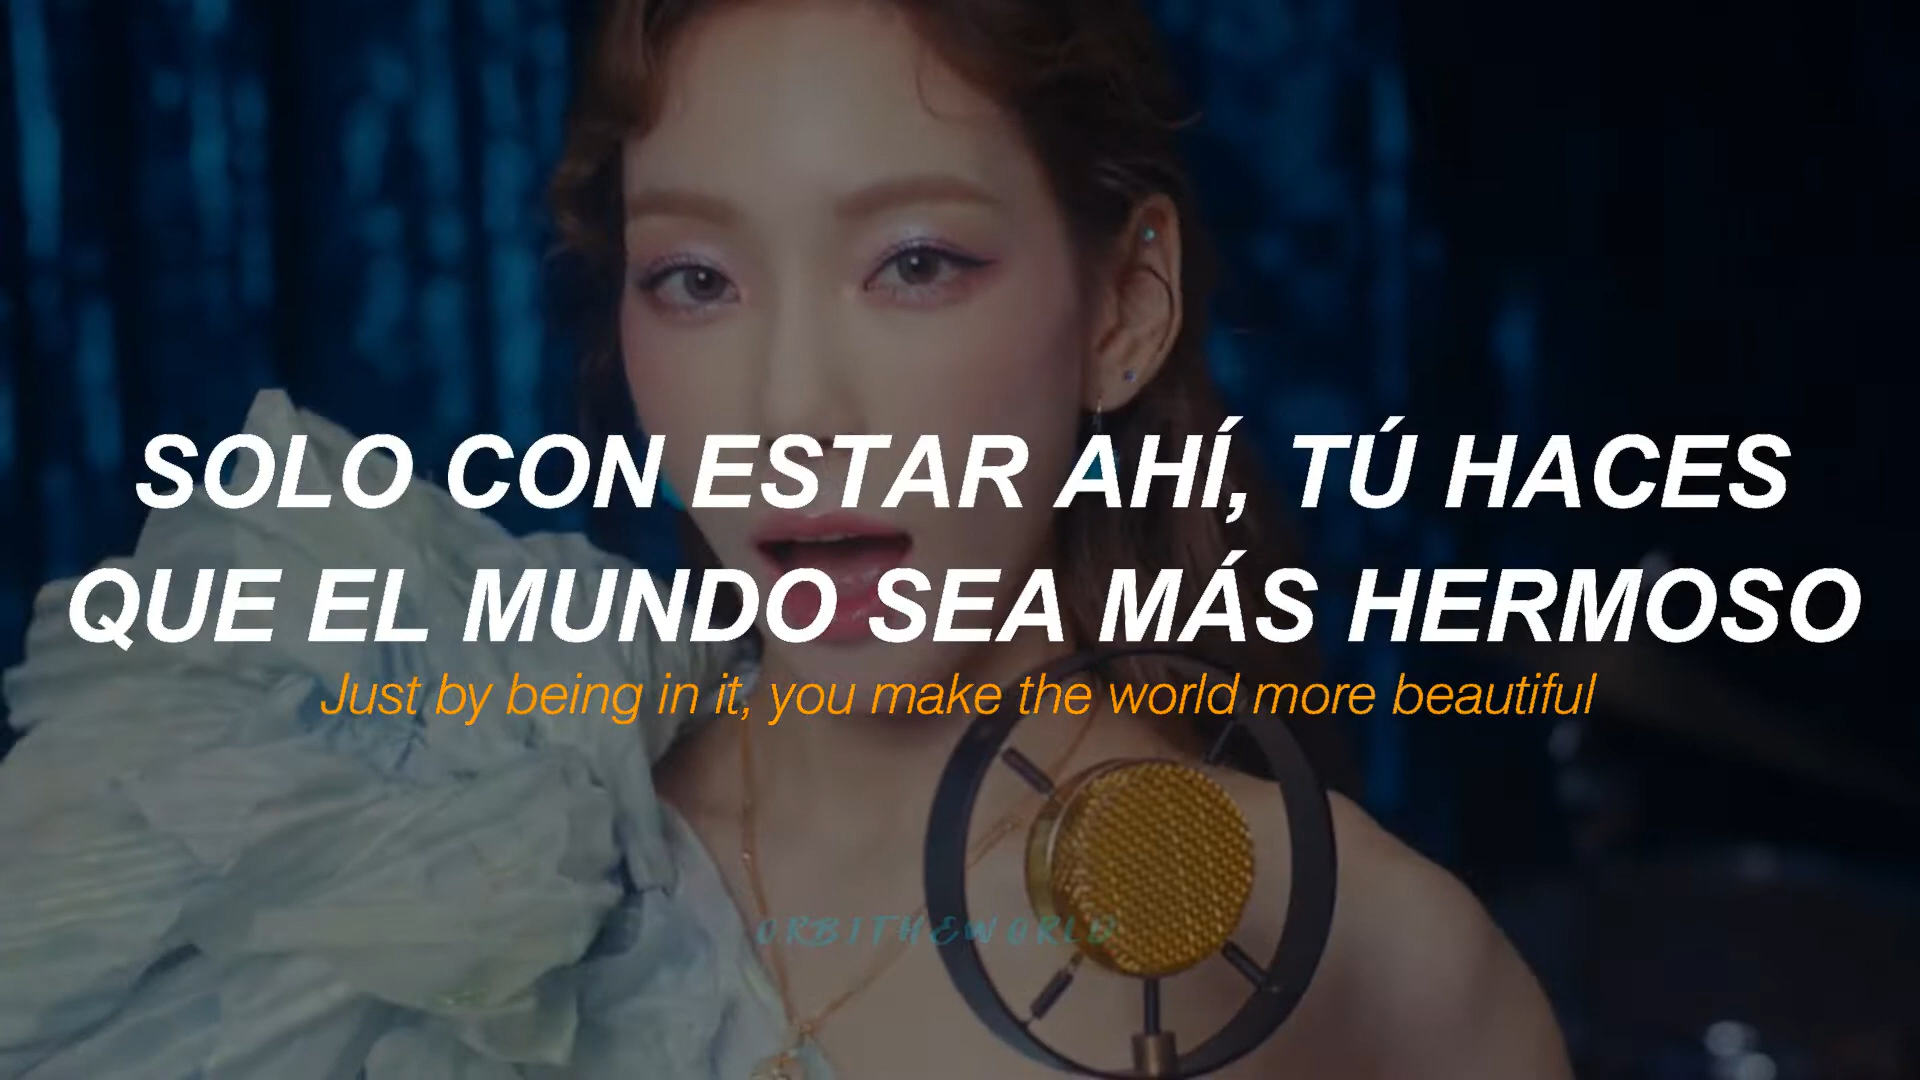 SOLO CON ESTAR AHÍ, TÚ HACES
QUE EL MUNDO SEA MÁS HERMOSO
Just by being in it, you make the world more beautiful
ORBITHEWORLD